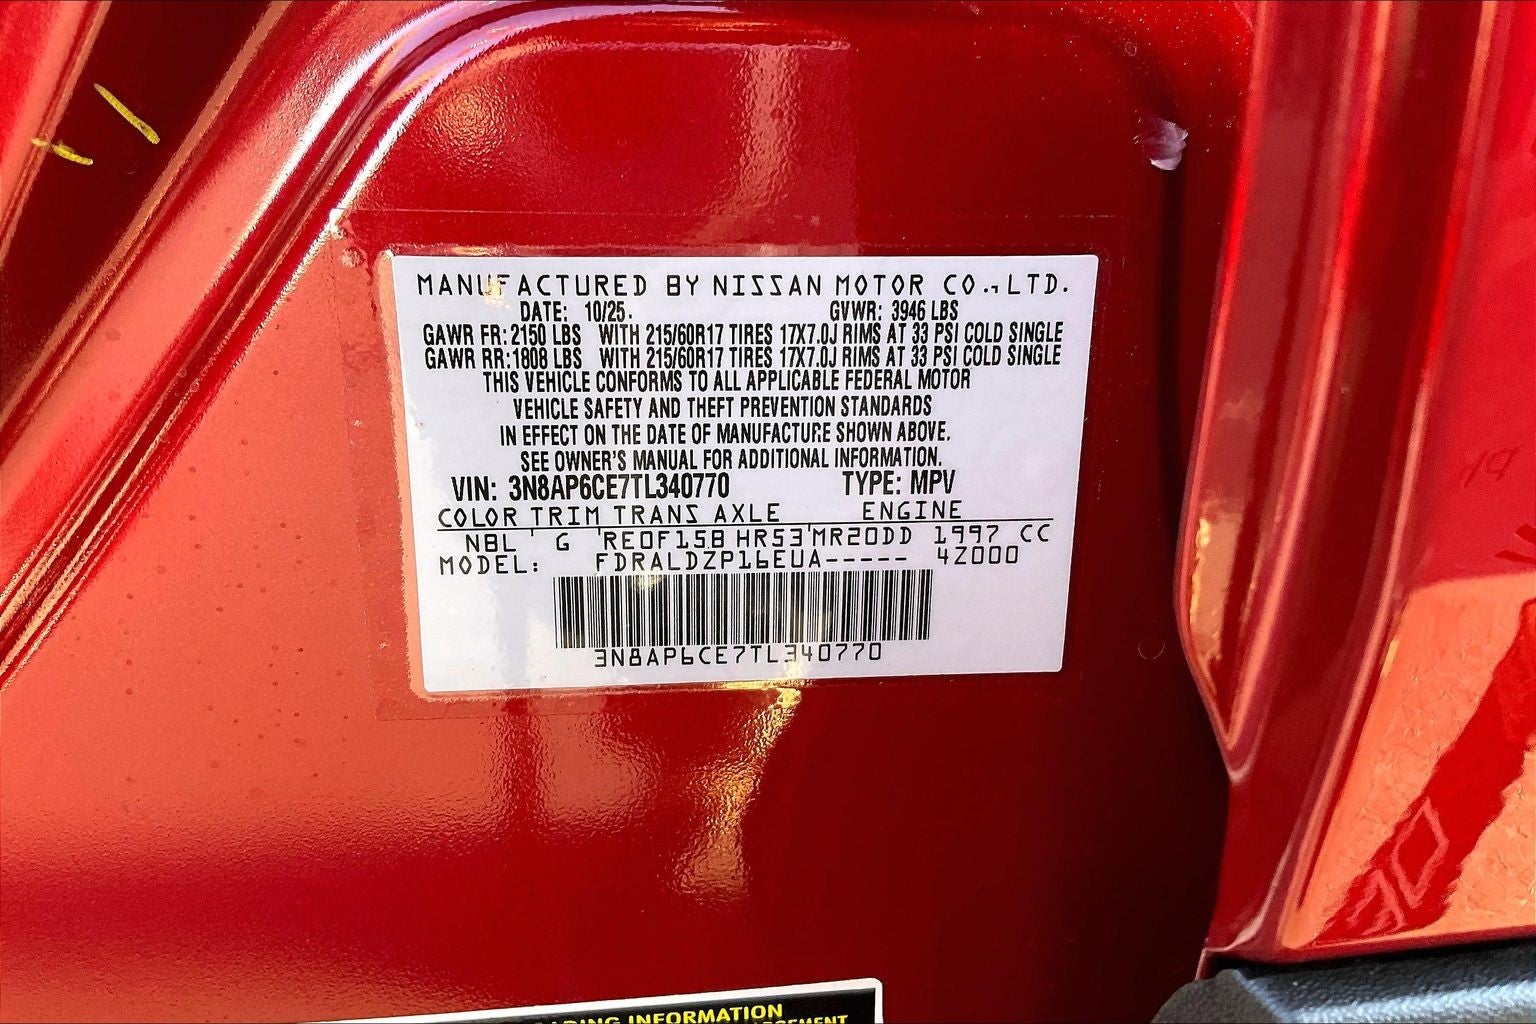 MANUFACTURED BY NISSAN MOTOR CO.,LTD.
DATE: 10/25. GVWR: 3946 LBS
GAWR FR: 2150 LBS WITH 215/60R17 TIRES 17X7.0J RIMS AT 33 PSI COLD SINGLE
GAWR RR: 1808 LBS WITH 215/60R17 TIRES 17X7.0J RIMS AT 33 PSI COLD SINGLE
THIS VEHICLE CONFORMS TO ALL APPLICABLE FEDERAL MOTOR
VEHICLE SAFETY AND THEFT PREVENTION STANDARDS
IN EFFECT ON THE DATE OF MANUFACTURE SHOWN ABOVE.
SEE OWNER'S MANUAL FOR ADDITIONAL INFORMATION.
VIN: 3N8AP6CE7TL340770 TYPE: MPV
COLOR TRIM TRANS AXLE ENGINE
NBL G RE0F15B HR53 MR20DD 1997 CC
MODEL: FDRALDZP16EUA----- 4Z000
3N8AP6CE7TL340770
INFORMATION